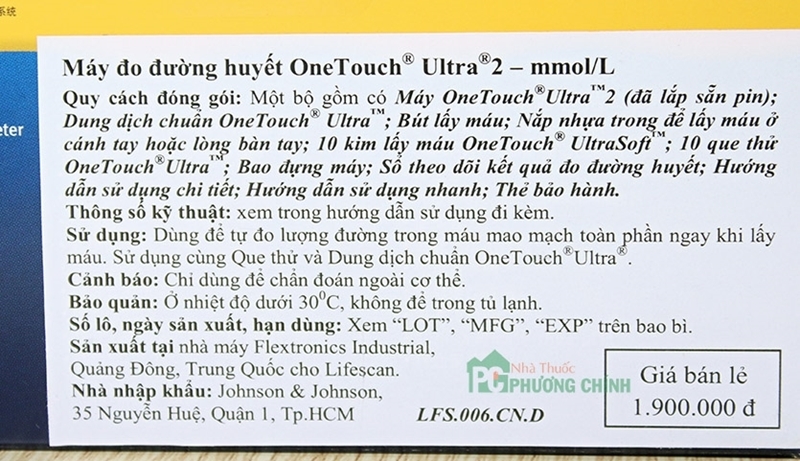 系统
eter
Máy đo đường huyết OneTouch® Ultra®2 – mmol/L
Quy cách đóng gói: Một bộ gồm có Máy OneTouch®Ultra™2 (đã lắp sẵn pin);
Dung dịch chuẩn OneTouch® Ultra™; Bút lấy máu; Nắp nhựa trong để lấy máu ở
cánh tay hoặc lòng bàn tay; 10 kim lấy máu OneTouch® UltraSoft™; 10 que thử
OneTouch®Ultra™; Bao đựng máy; Sổ theo dõi kết quả đo đường huyết; Hướng
dẫn sử dụng chi tiết; Hướng dẫn sử dụng nhanh; Thẻ bảo hành.
Thông số kỹ thuật: xem trong hướng dẫn sử dụng đi kèm.
Sử dụng: Dùng để tự đo lượng đường trong máu mao mạch toàn phần ngay khi lấy
máu. Sử dụng cùng Que thử và Dung dịch chuẩn OneTouch®Ultra®.
Cảnh báo: Chỉ dùng để chẩn đoán ngoài cơ thể.
Bảo quản: Ở nhiệt độ dưới 30⁰C, không để trong tủ lạnh.
Số lô, ngày sản xuất, hạn dùng: Xem “LOT”, “MFG”, “EXP” trên bao bì.
Sản xuất tại nhà máy Flextronics Industrial,
Quảng Đông, Trung Quốc cho Lifescan.
Nhà nhập khẩu: Johnson & Johnson,
35 Nguyễn Huệ, Quận 1, Tp.HCM
LFS.006.CN.D
PC Nhà Thuốc
PHƯƠNG CHÍNH
Giá bán lẻ
1.900.000 đ